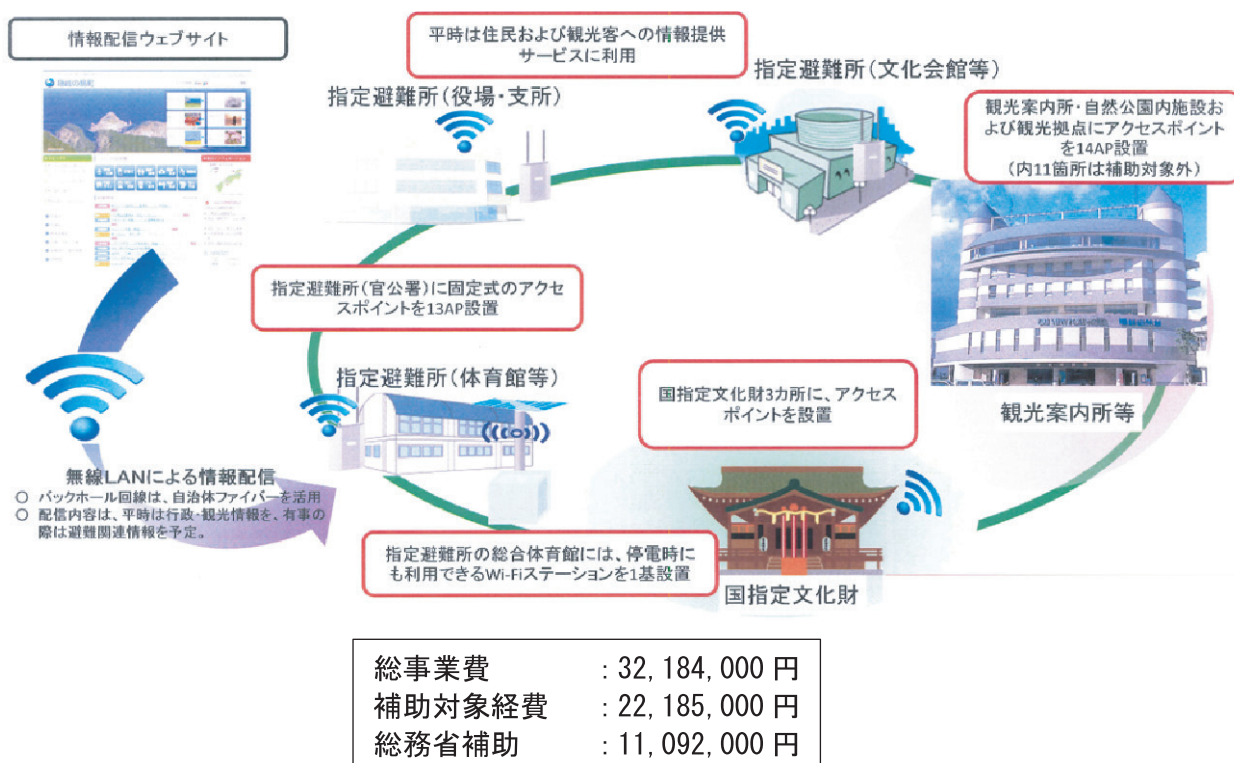 情報配信ウェブサイト
平時は住民および観光客への情報提供
サービスに利用
指定避難所(役場・支所)
指定避難所(文化会館等)
観光案内所・自然公園内施設お
よび観光拠点にアクセスポイント
を14AP設置
(内11箇所は補助対象外)
指定避難所(官公署)に固定式のアクセ
スポイントを13AP設置
指定避難所(体育館等)
国指定文化財3カ所に、アクセス
ポイントを設置
観光案内所等
無線LANによる情報配信
○ バックホール回線は、自治体ファイバーを活用
○ 配信内容は、平時は行政・観光情報を、有事の
際は避難関連情報を予定。
指定避難所の総合体育館には、停電時に
も利用できるWi-Fiステーションを1基設置
国指定文化財
総事業費 : 32,184,000 円
補助対象経費 : 22,185,000 円
総務省補助 : 11,092,000 円